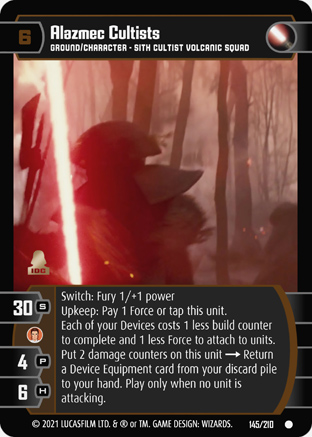 6
Alazmec Cultists
GROUND/CHARACTER - SITH CULTIST VOLCANIC SQUAD
IDC
30 S
4 P
6 H
Switch: Fury 1/+1 power
Upkeep: Pay 1 Force or tap this unit.
Each of your Devices costs 1 less build counter
to complete and 1 less Force to attach to units.
Put 2 damage counters on this unit → Return
a Device Equipment card from your discard pile
to your hand. Play only when no unit is
attacking.
© 2021 LUCASFILM LTD. & ® or TM. GAME DESIGN: WIZARDS.
145/210